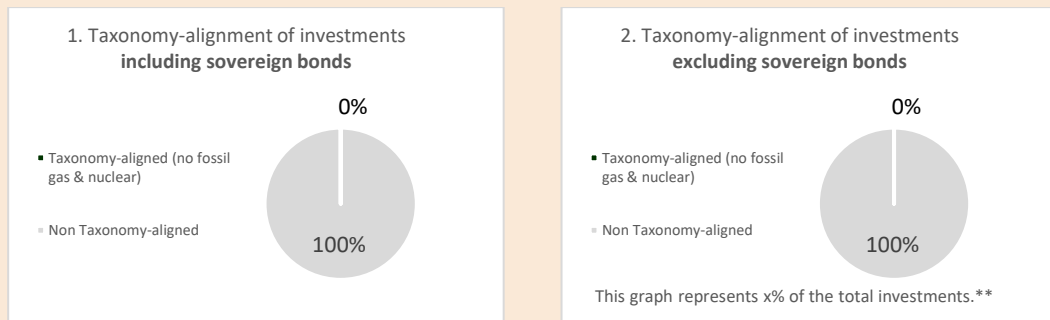 1. Taxonomy-alignment of investments
including sovereign bonds
0%
Taxonomy-aligned (no fossil
gas & nuclear)
Non Taxonomy-aligned
100%
2. Taxonomy-alignment of investments
excluding sovereign bonds
0%
Taxonomy-aligned (no fossil
gas & nuclear)
Non Taxonomy-aligned
100%
This graph represents x% of the total investments.**